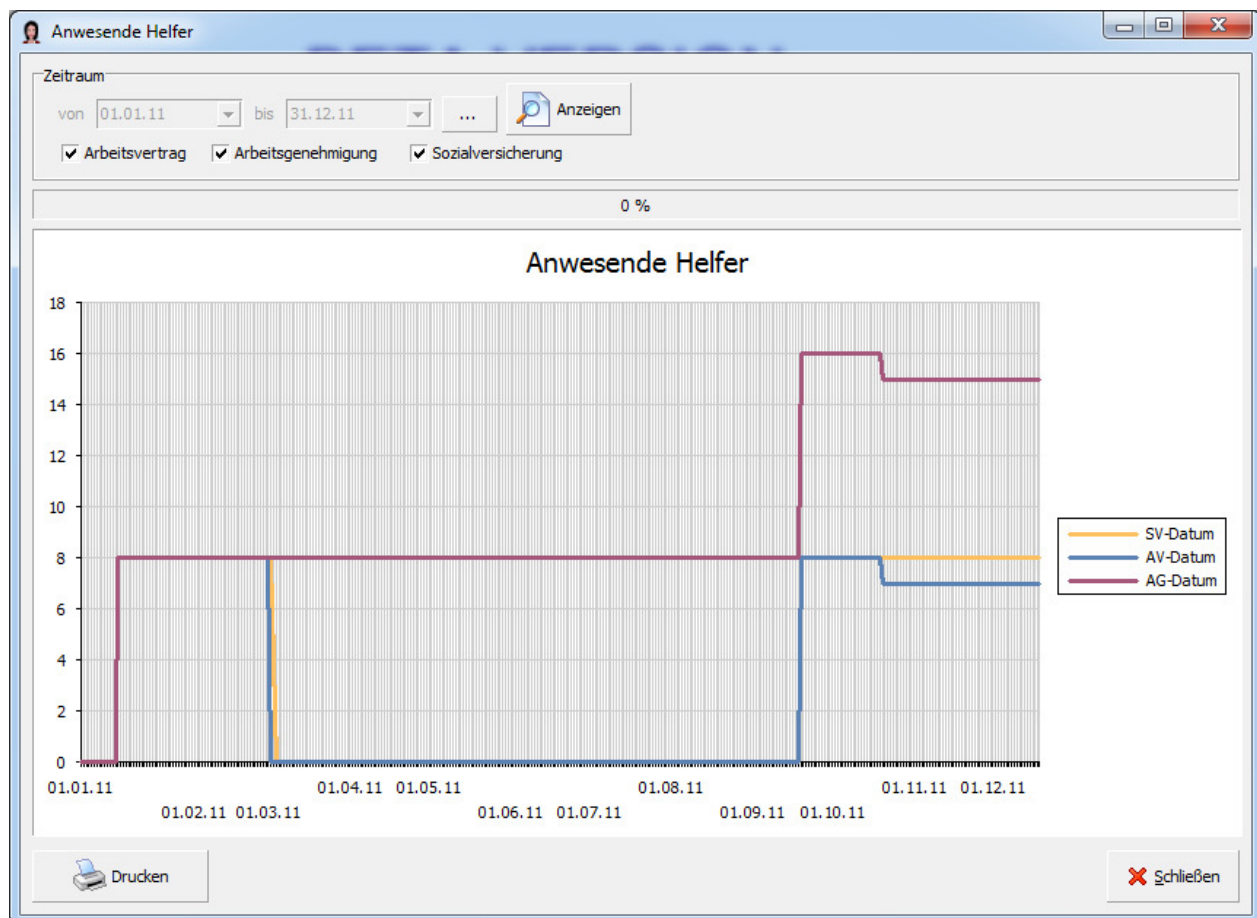 Anwesende Helfer
BETA VERSION
Zeitraum
von 01.01.11 bis 31.12.11 ... Anzeigen
Arbeitsvertrag Arbeitsgenehmigung Sozialversicherung
0 %
Anwesende Helfer
18
16
14
12
10
8
6
4
2
0
SV-Datum
AV-Datum
AG-Datum
01.01.11 01.04.11 01.05.11 01.08.11 01.11.11 01.12.11
01.02.11 01.03.11 01.06.11 01.07.11 01.09.11 01.10.11
Drucken Schließen